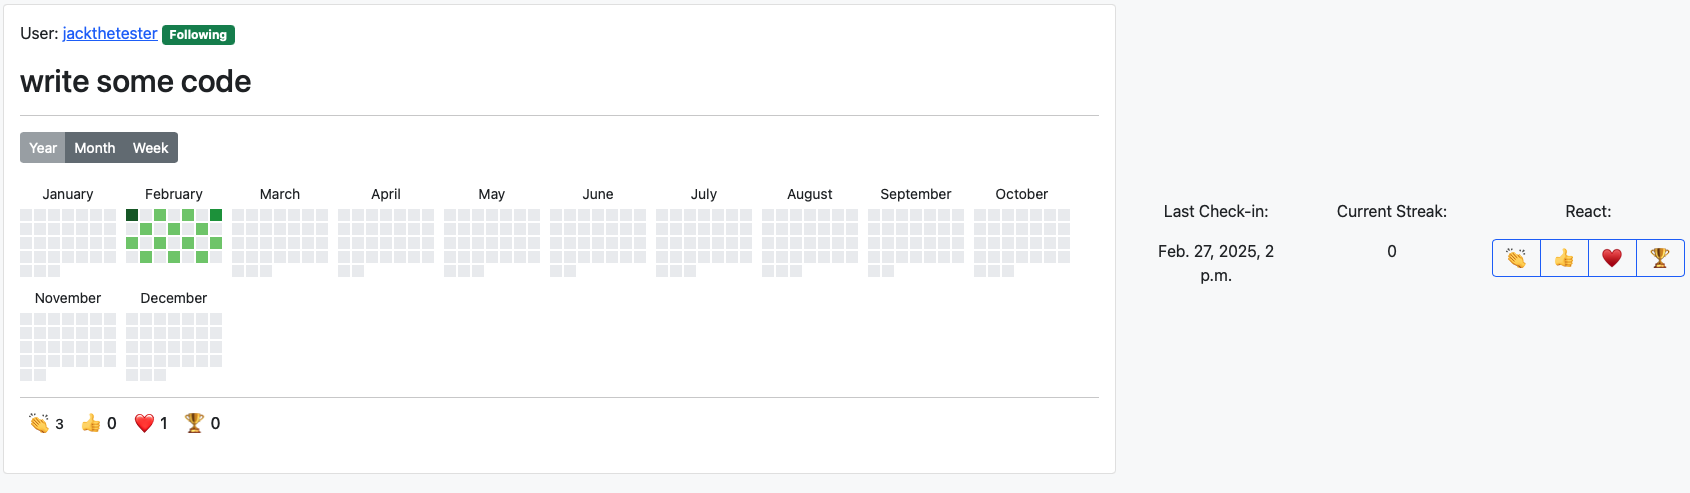 User: jackthetester Following
write some code
Year Month Week
January February March April May June July August September October
November December
3 0 1 0
Last Check-in: Current Streak: React:
Feb. 27, 2025, 2 0
p.m.